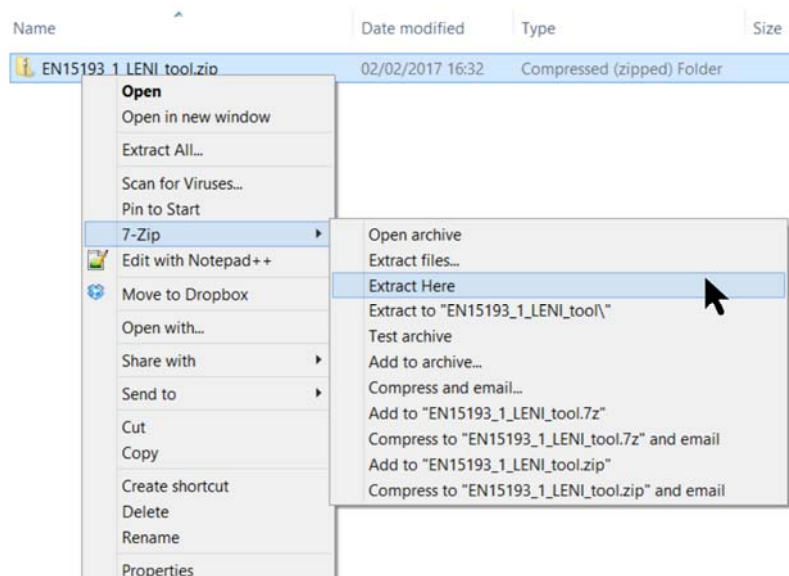 Name Date modified Type Size
EN15193_1_LENI_tool.zip 02/02/2017 16:32 Compressed (zipped) Folder
Open
Open in new window
Extract All...
Scan for Viruses...
Pin to Start
7-Zip
Edit with Notepad++
Move to Dropbox
Open with...
Share with
Send to
Cut
Copy
Create shortcut
Delete
Rename
Properties
Open archive
Extract files...
Extract Here
Extract to "EN15193_1_LENI_tool\"
Test archive
Add to archive...
Compress and email...
Add to "EN15193_1_LENI_tool.7z"
Compress to "EN15193_1_LENI_tool.7z" and email
Add to "EN15193_1_LENI_tool.zip"
Compress to "EN15193_1_LENI_tool.zip" and email